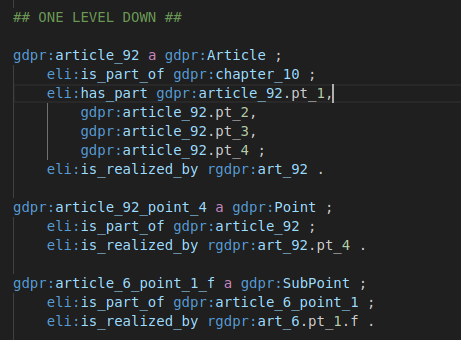 ## ONE LEVEL DOWN ##
gdpr:article_92 a gdpr:Article ;
eli:is_part_of gdpr:chapter_10 ;
eli:has_part gdpr:article_92.pt_1,
gdpr:article_92.pt_2,
gdpr:article_92.pt_3,
gdpr:article_92.pt_4 ;
eli:is_realized_by rgdpr:art_92 .
gdpr:article_92_point_4 a gdpr:Point ;
eli:is_part_of gdpr:article_92 ;
eli:is_realized_by rgdpr:art_92.pt_4 .
gdpr:article_6_point_1_f a gdpr:SubPoint ;
eli:is_part_of gdpr:article_6_point_1 ;
eli:is_realized_by rgdpr:art_6.pt_1.f .